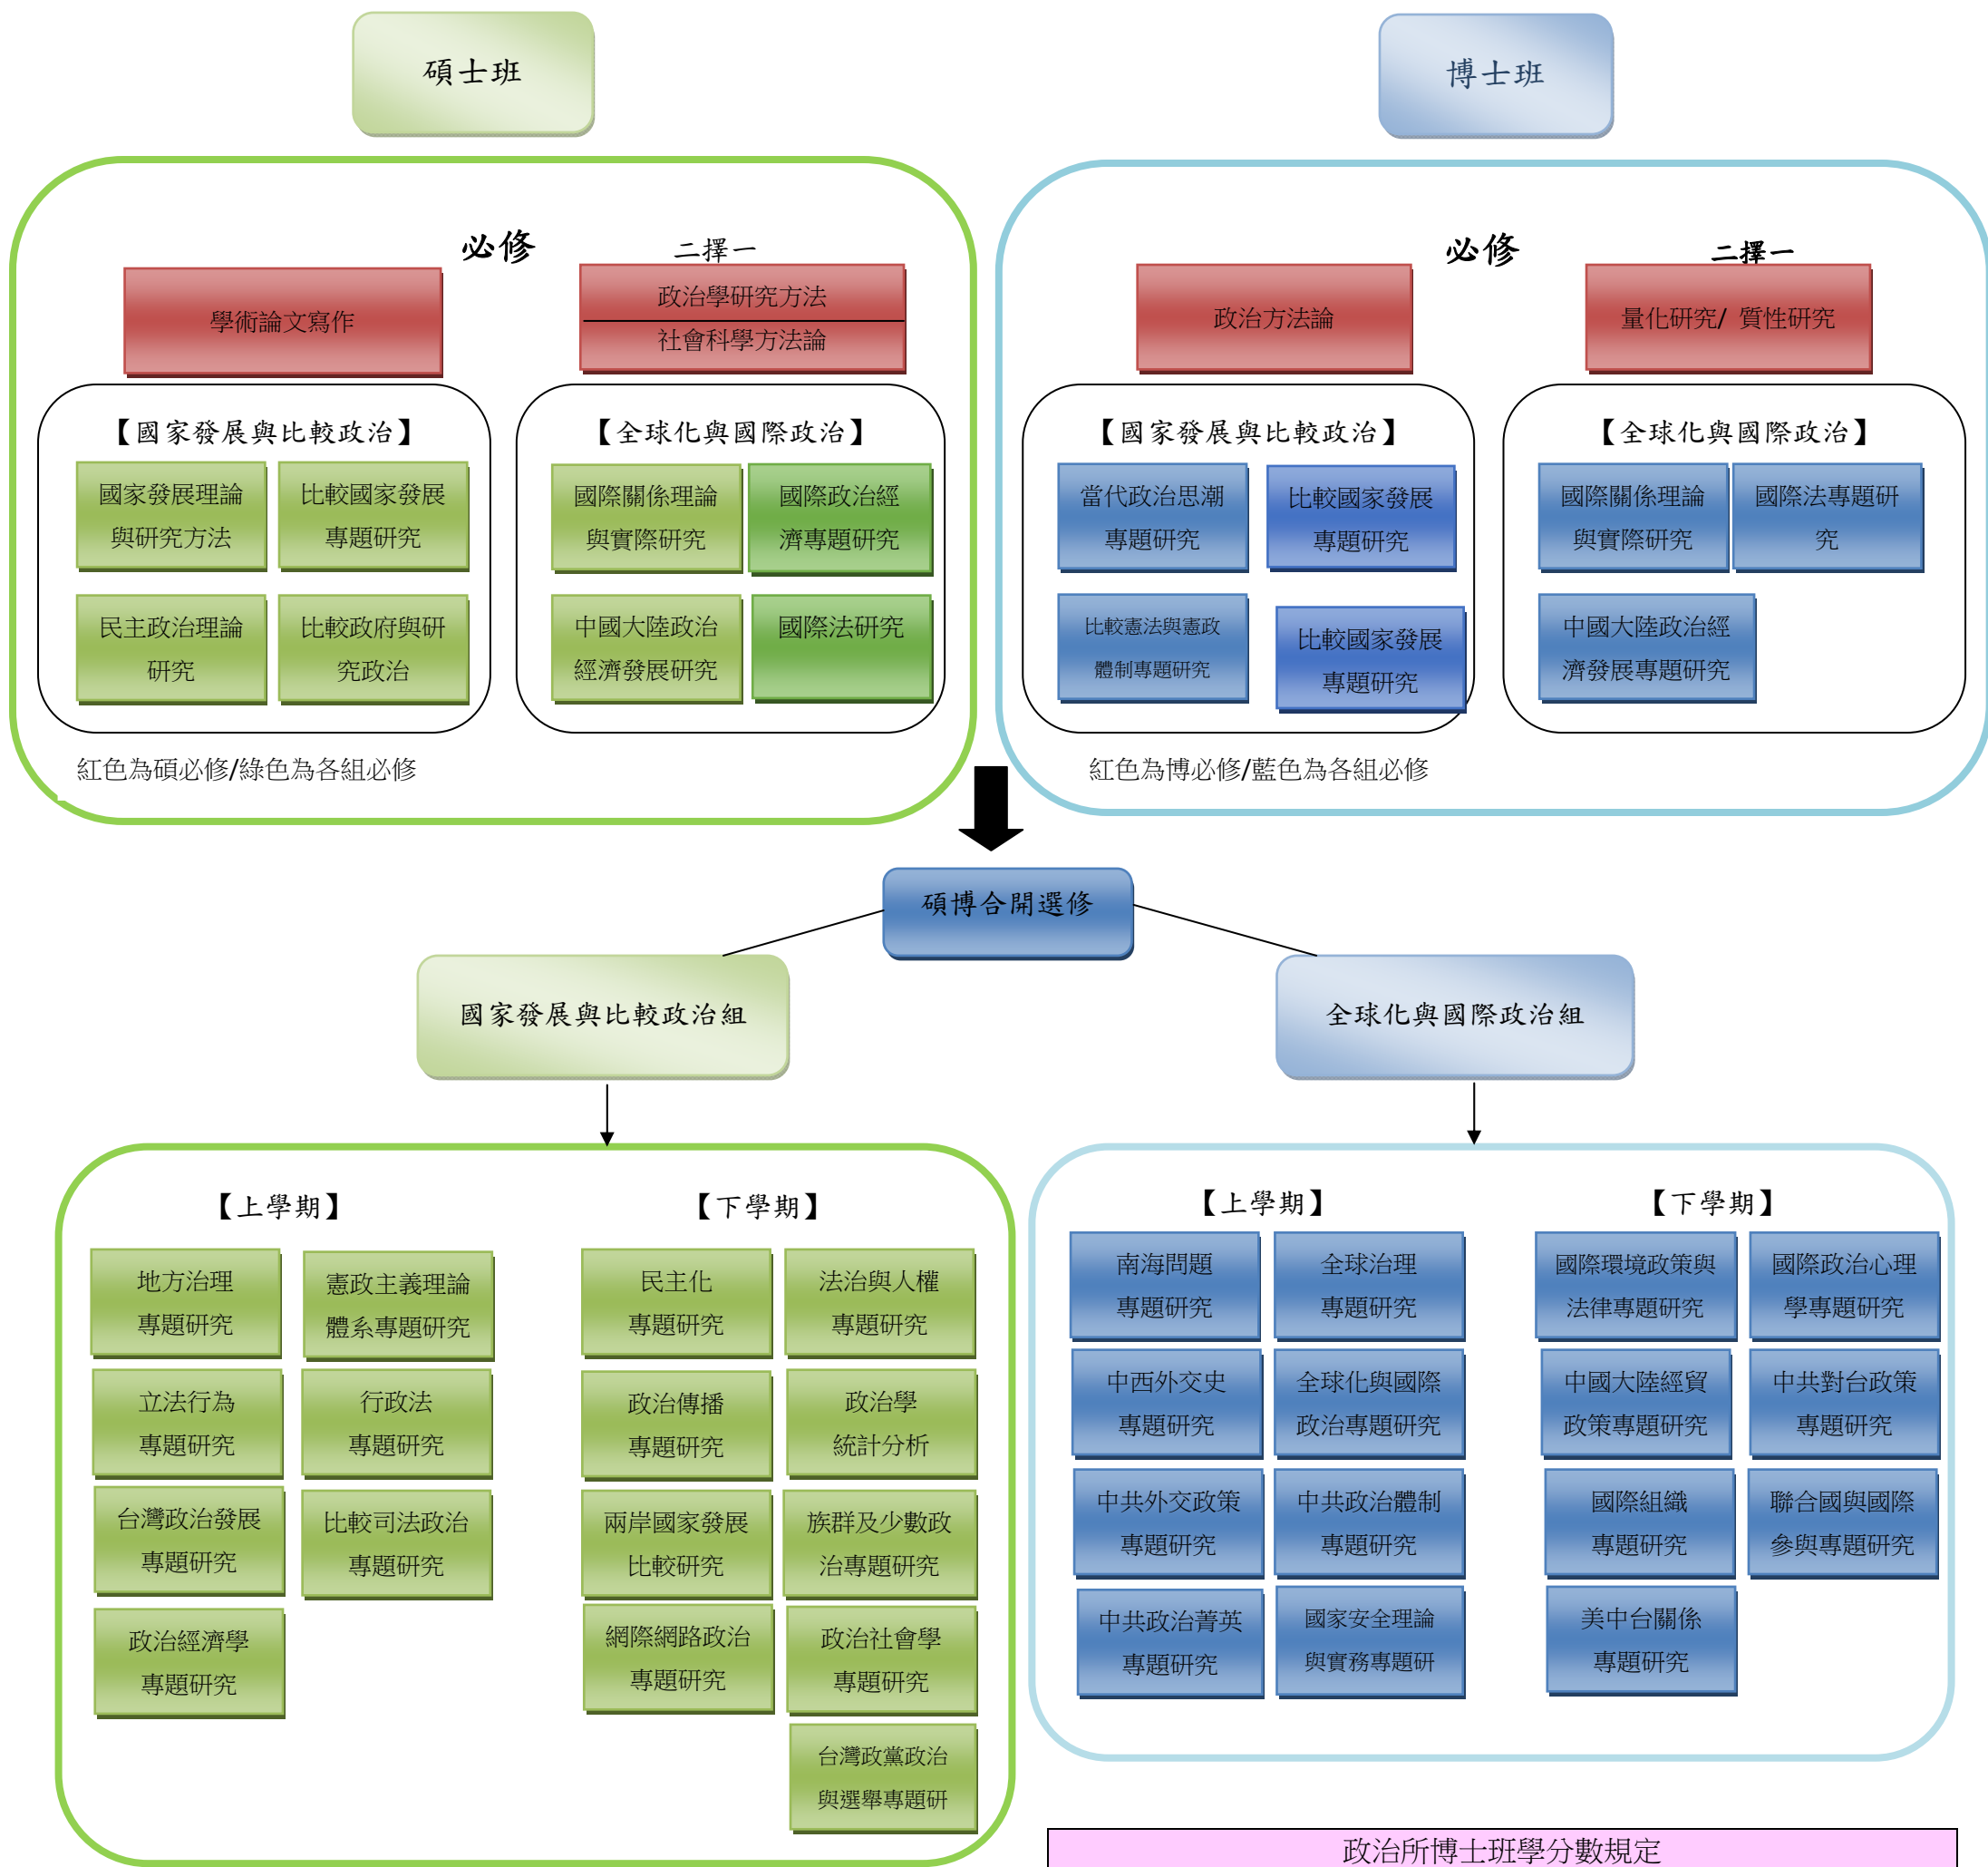 碩士班
博士班
必修
二擇一
學術論文寫作
政治學研究方法
社會科學方法論
【國家發展與比較政治】
國家發展理論
與研究方法
比較國家發展
專題研究
民主政治理論
研究
比較政府與研
究政治
【全球化與國際政治】
國際關係理論
與實際研究
國際政治經
濟專題研究
中國大陸政治
經濟發展研究
國際法研究
紅色為碩必修/綠色為各組必修
必修
二擇一
政治方法論
量化研究/ 質性研究
【國家發展與比較政治】
當代政治思潮
專題研究
比較國家發展
專題研究
比較憲法與憲政
體制專題研究
比較國家發展
專題研究
【全球化與國際政治】
國際關係理論
與實際研究
國際法專題研
究
中國大陸政治經
濟發展專題研究
紅色為博必修/藍色為各組必修
碩博合開選修
國家發展與比較政治組
全球化與國際政治組
【上學期】
地方治理
專題研究
憲政主義理論
體系專題研究
立法行為
專題研究
行政法
專題研究
台灣政治發展
專題研究
比較司法政治
專題研究
政治經濟學
專題研究
【下學期】
民主化
專題研究
法治與人權
專題研究
政治傳播
專題研究
政治學
統計分析
兩岸國家發展
比較研究
族群及少數政
治專題研究
網際網路政治
專題研究
政治社會學
專題研究
台灣政黨政治
與選舉專題研
【上學期】
南海問題
專題研究
全球治理
專題研究
中西外交史
專題研究
全球化與國際
政治專題研究
中共外交政策
專題研究
中共政治體制
專題研究
中共政治菁英
專題研究
國家安全理論
與實務專題研
【下學期】
國際環境政策與
法律專題研究
國際政治心理
學專題研究
中國大陸經貿
政策專題研究
中共對台政策
專題研究
國際組織
專題研究
聯合國與國際
參與專題研究
美中台關係
專題研究
政治所博士班學分數規定